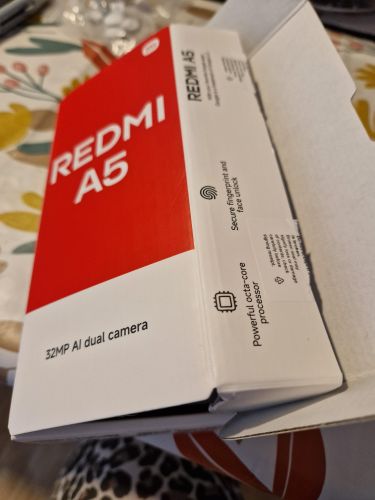 REDMI
A5
32MP AI dual camera
REDMI A5
Secure fingerprint and
face unlock
Powerful octa-core
processor